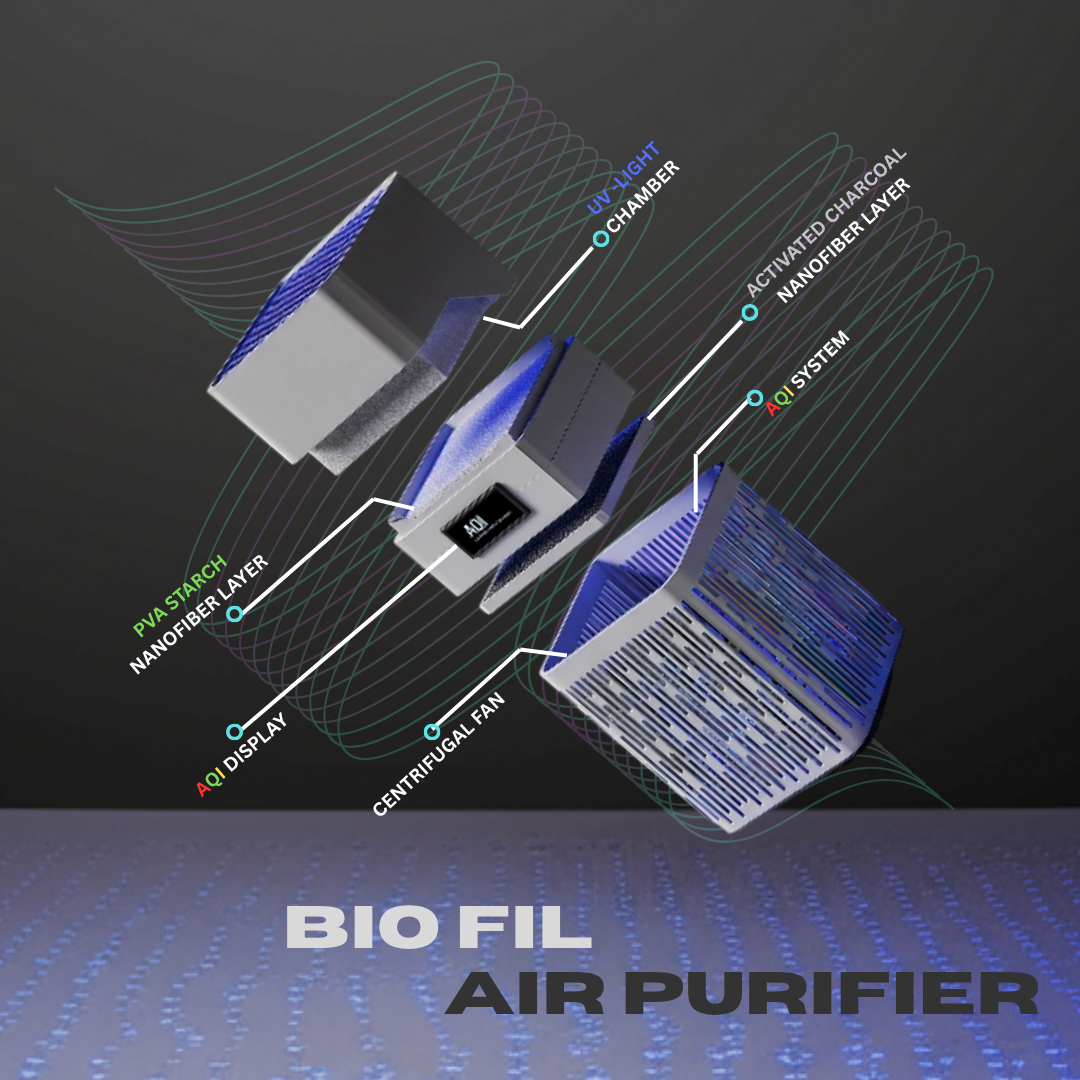 UV-LIGHT
CHAMBER
ACTIVATED CHARCOAL
NANOFIBER LAYER
AQI SYSTEM
AQI
PVA STARCH
NANOFIBER LAYER
AQI DISPLAY
CENTRIFUGAL FAN
BIO FIL
AIR PURIFIER